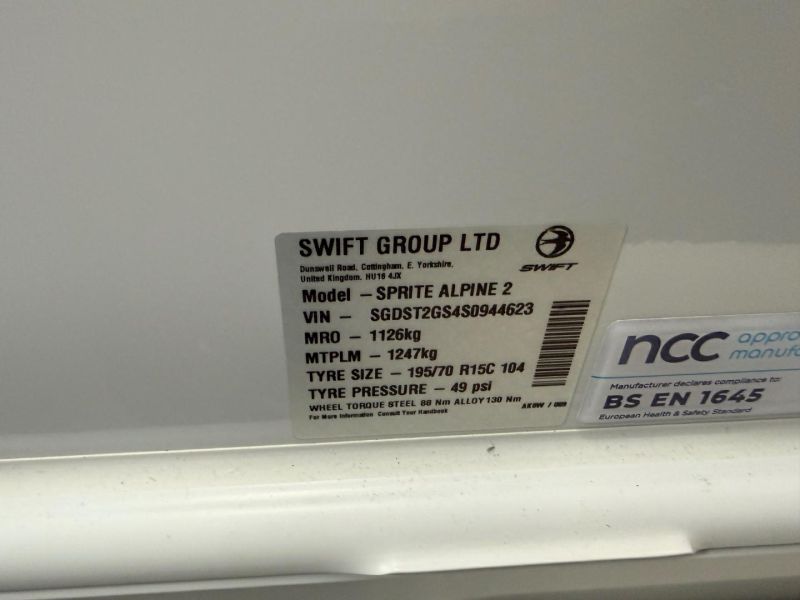 SWIFT GROUP LTD
SWIFT
Dunswell Road, Cottingham, E. Yorkshire,
United Kingdom. HU16 4JX
Model – SPRITE ALPINE 2
VIN – SGDST2GS4S0944623
MRO – 1126kg
MTPLM – 1247kg
TYRE SIZE – 195/70 R15C 104
TYRE PRESSURE – 49 psi
WHEEL TORQUE STEEL 88 Nm ALLOY 130 Nm
For More Information Consult Your Handbook
ncc appro
manufa
Manufacturer declares compliance to:
BS EN 1645
European Health & Safety Standard